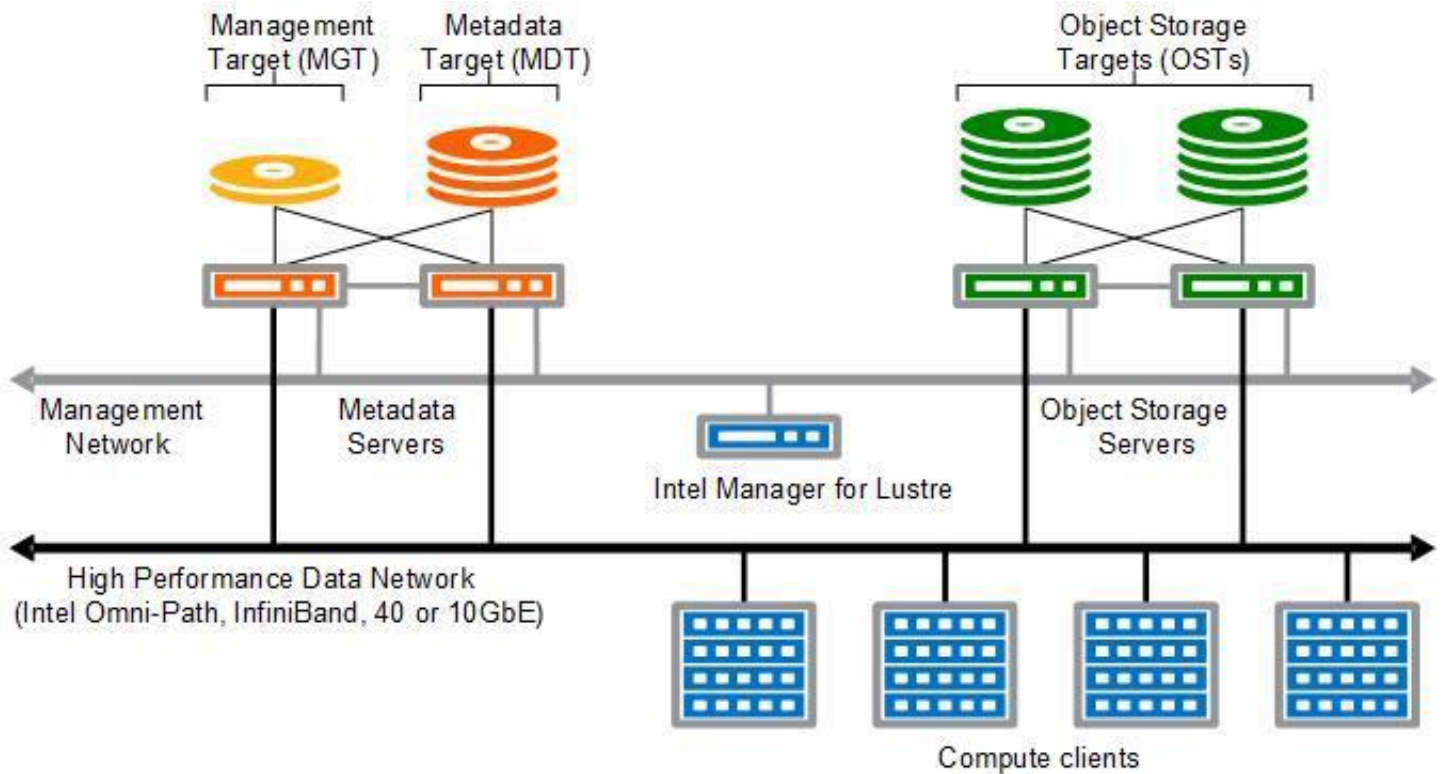 Management
Target (MGT)
Metadata
Target (MDT)
Object Storage
Targets (OSTs)
Management
Network
Metadata
Servers
Object Storage
Servers
Intel Manager for Lustre
High Performance Data Network
(Intel Omni-Path, InfiniBand, 40 or 10GbE)
Compute clients